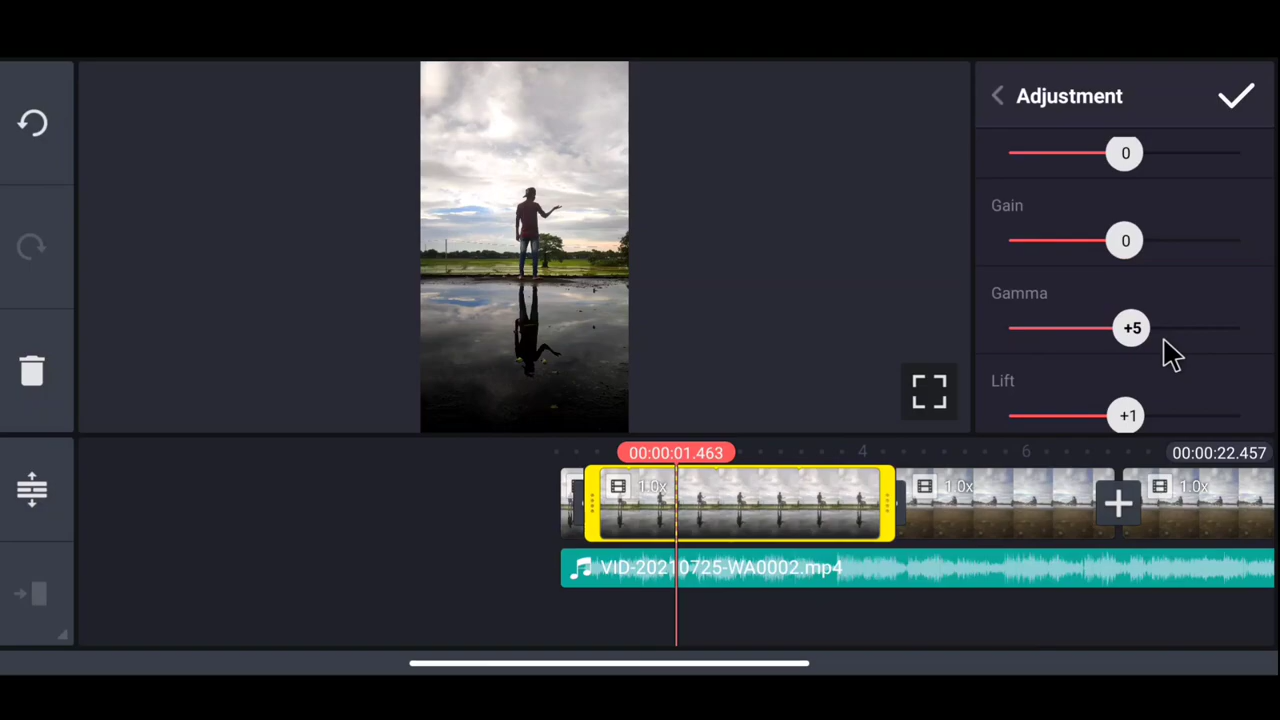 Adjustment
0
Gain
0
Gamma
+5
Lift
+1
00:00:01.463
4
6
00:00:22.457
1.0x
1.0x
1.0x
VID-20210725-WA0002.mp4